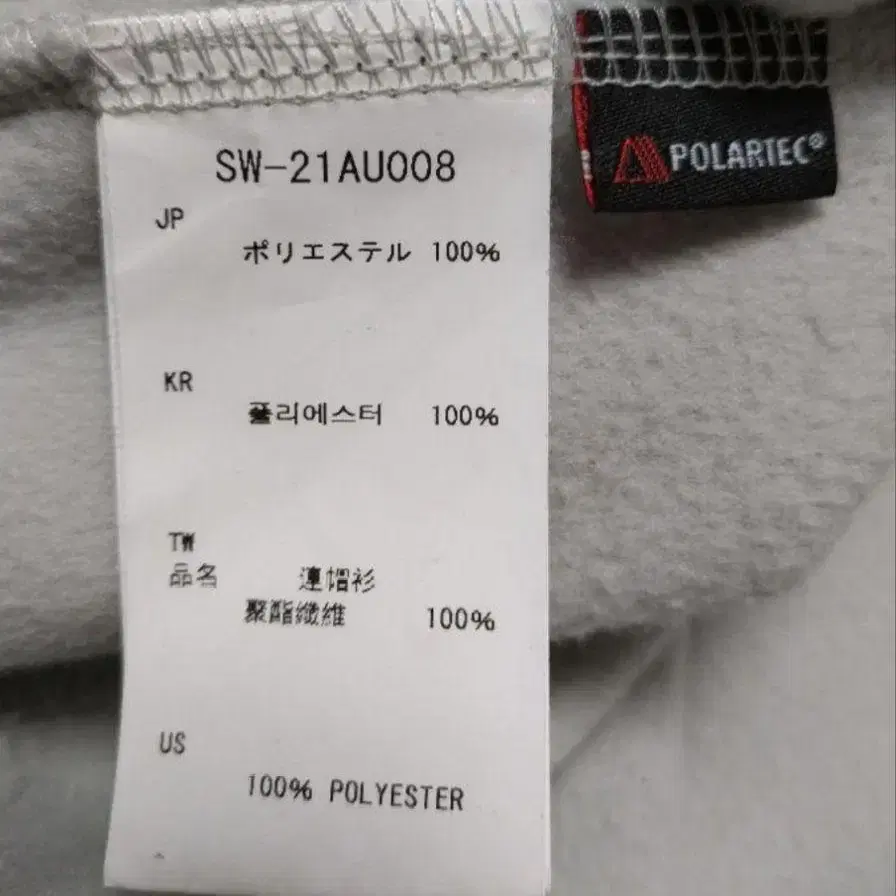 SW-21AU008
JP
ポリエステル 100%
KR
폴리에스터 100%
TW
品名 連帽衫
聚酯纖維 100%
US
100% POLYESTER
POLARTEC®